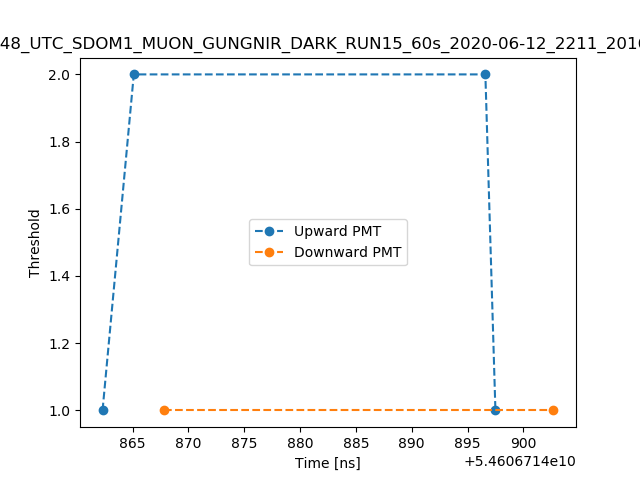 48_UTC_SDOM1_MUON_GUNGNIR_DARK_RUN15_60s_2020-06-12_2211_201
2.0
1.8
1.6
1.4
1.2
1.0
Threshold
Upward PMT
Downward PMT
865 870 875 880 885 890 895 900
Time [ns]
+5.4606714e10